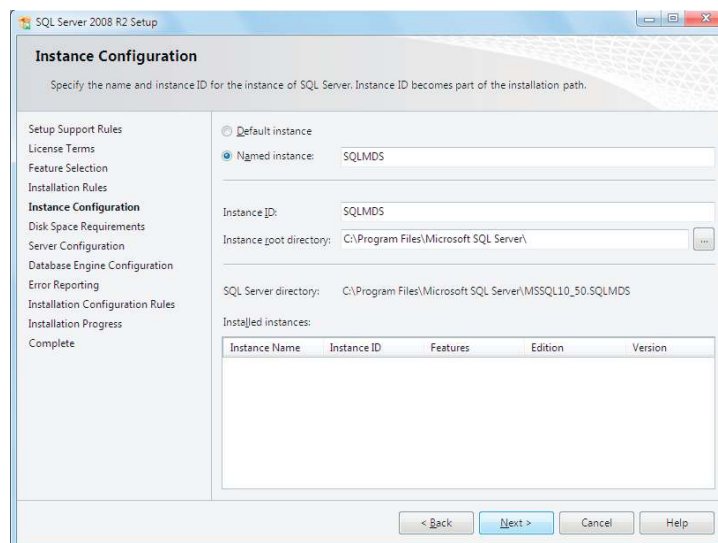 SQL Server 2008 R2 Setup
Instance Configuration
Specify the name and instance ID for the instance of SQL Server. Instance ID becomes part of the installation path.
Setup Support Rules
License Terms
Feature Selection
Installation Rules
Instance Configuration
Disk Space Requirements
Server Configuration
Database Engine Configuration
Error Reporting
Installation Configuration Rules
Installation Progress
Complete
Default instance
Named instance: SQLMDS
Instance ID: SQLMDS
Instance root directory: C:\Program Files\Microsoft SQL Server\ ...
SQL Server directory: C:\Program Files\Microsoft SQL Server\MSSQL10_50.SQLMDS
Installed instances:
Instance Name Instance ID Features Edition Version
< Back Next > Cancel Help